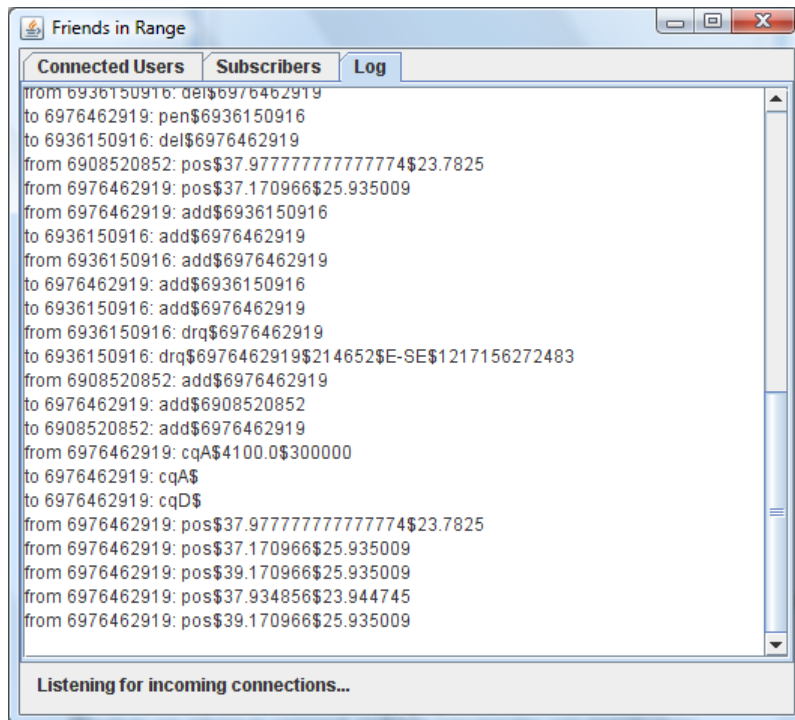 Friends in Range
Connected Users Subscribers Log
from 6936150916: del$6976462919
to 6976462919: pen$6936150916
to 6936150916: del$6976462919
from 6908520852: pos$37.977777777777774$23.7825
from 6976462919: pos$37.170966$25.935009
from 6976462919: add$6936150916
to 6936150916: add$6976462919
from 6936150916: add$6976462919
to 6976462919: add$6936150916
to 6936150916: add$6976462919
from 6936150916: drq$6976462919
to 6936150916: drq$6976462919$214652$E-SE$1217156272483
from 6908520852: add$6976462919
to 6976462919: add$6908520852
to 6908520852: add$6976462919
from 6976462919: cqA$4100.0$300000
to 6976462919: cqA$
to 6976462919: cqD$
from 6976462919: pos$37.977777777777774$23.7825
from 6976462919: pos$37.170966$25.935009
from 6976462919: pos$39.170966$25.935009
from 6976462919: pos$37.934856$23.944745
from 6976462919: pos$39.170966$25.935009
Listening for incoming connections...